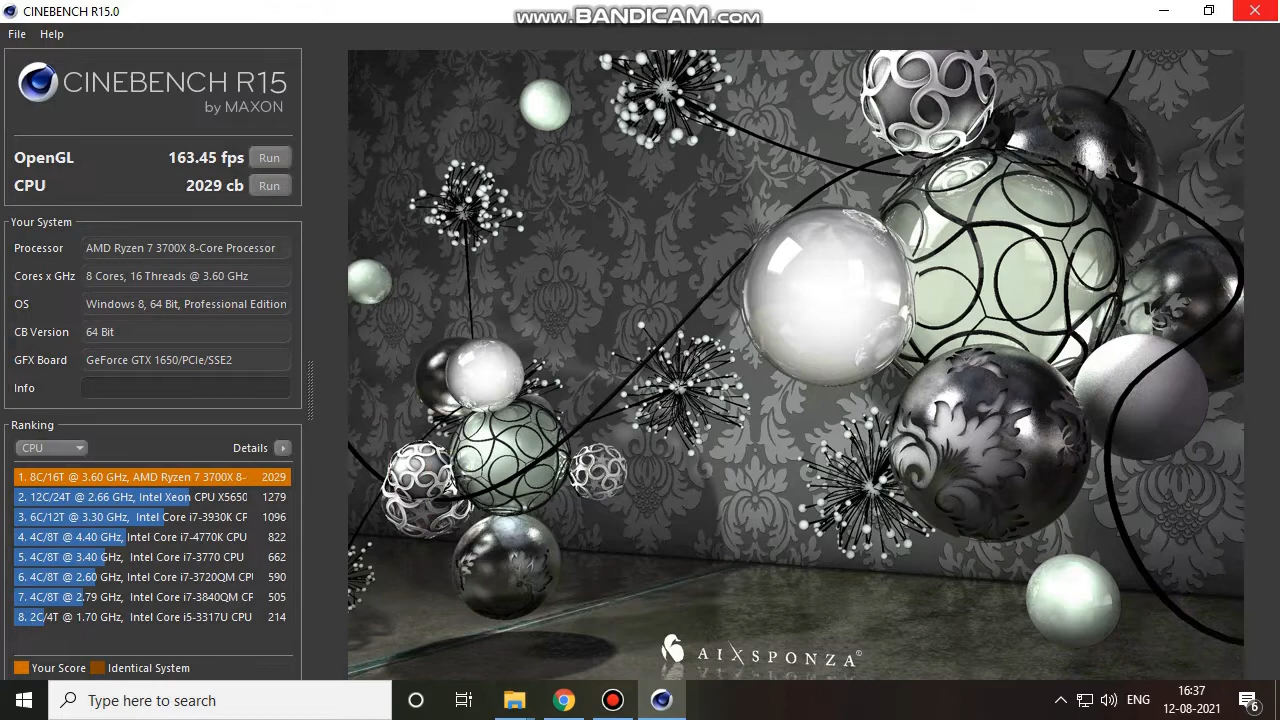 CINEBENCH R15.0
www.BANDICAM.com
File Help
CINEBENCH R15
by MAXON
OpenGL 163.45 fps Run
CPU 2029 cb Run
Your System
Processor AMD Ryzen 7 3700X 8-Core Processor
Cores x GHz 8 Cores, 16 Threads @ 3.60 GHz
OS Windows 8, 64 Bit, Professional Edition
CB Version 64 Bit
GFX Board GeForce GTX 1650/PCIe/SSE2
Info
Ranking
CPU Details
1. 8C/16T @ 3.60 GHz, AMD Ryzen 7 3700X 8- 2029
2. 12C/24T @ 2.66 GHz, Intel Xeon CPU X5650 1279
3. 6C/12T @ 3.30 GHz, Intel Core i7-3930K CP 1096
4. 4C/8T @ 4.40 GHz, Intel Core i7-4770K CPU 822
5. 4C/8T @ 3.40 GHz, Intel Core i7-3770 CPU 662
6. 4C/8T @ 2.60 GHz, Intel Core i7-3720QM CPU 590
7. 4C/8T @ 2.79 GHz, Intel Core i7-3840QM CP 505
8. 2C/4T @ 1.70 GHz, Intel Core i5-3317U CPU 214
Your Score Identical System
AIXSPONZA®
Type here to search
ENG
16:37
12-08-2021
6